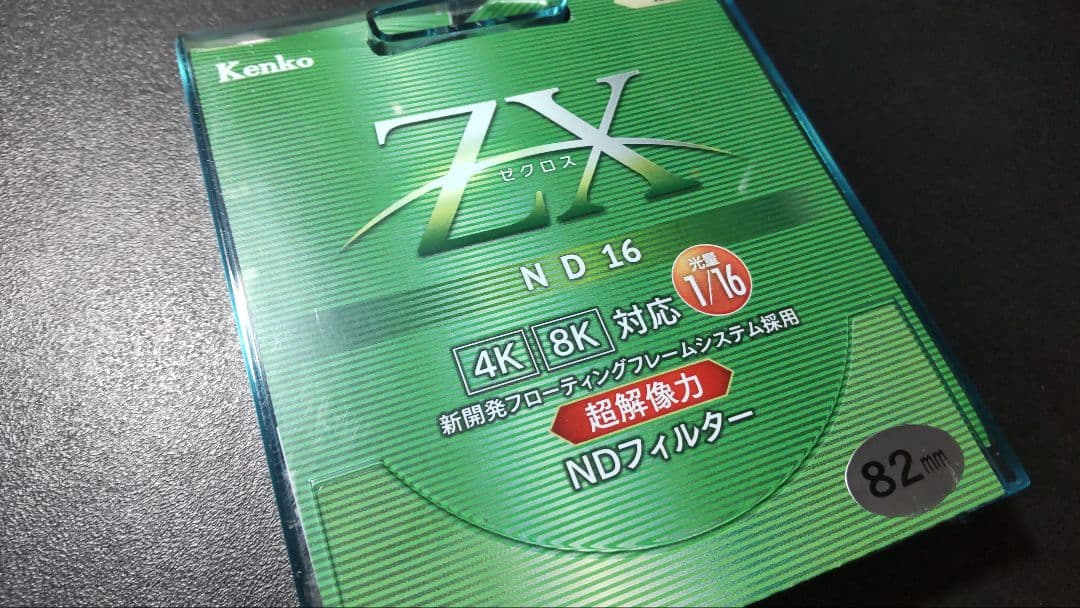 Kenko
ZX
ゼクロス
ND 16
光量
1/16
4K 8K 対応
新開発フローティングフレームシステム採用
超解像力
NDフィルター
82mm